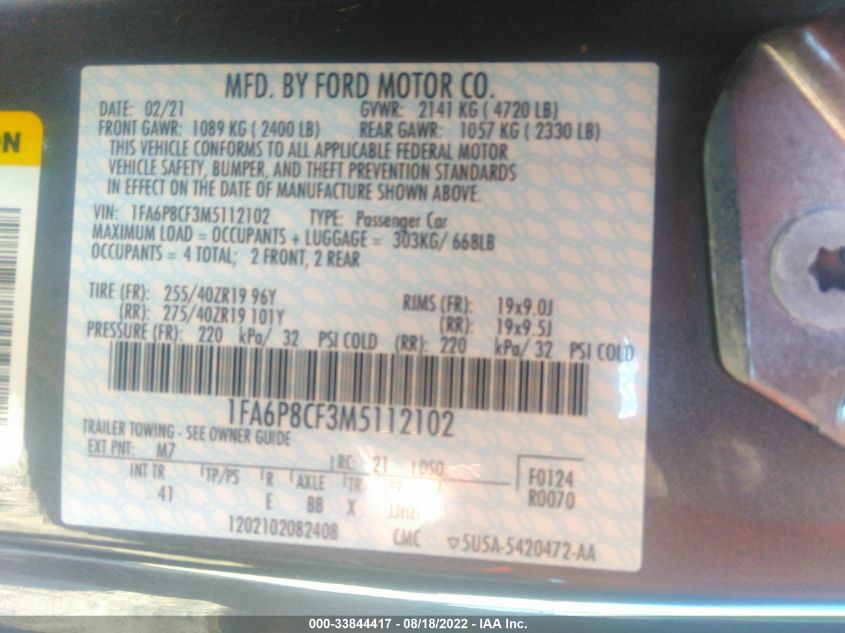 ON
MFD. BY FORD MOTOR CO.
DATE: 02/21 GVWR: 2141 KG ( 4720 LB)
FRONT GAWR: 1089 KG ( 2400 LB) REAR GAWR: 1057 KG ( 2330 LB)
THIS VEHICLE CONFORMS TO ALL APPLICABLE FEDERAL MOTOR
VEHICLE SAFETY, BUMPER, AND THEFT PREVENTION STANDARDS
IN EFFECT ON THE DATE OF MANUFACTURE SHOWN ABOVE.
VIN: 1FA6P8CF3M5112102 TYPE: Passenger Car
MAXIMUM LOAD = OCCUPANTS + LUGGAGE = 303KG/ 668LB
OCCUPANTS = 4 TOTAL; 2 FRONT, 2 REAR
TIRE (FR): 255/40ZR19 96Y RIMS (FR): 19x9.0J
(RR): 275/40ZR19 101Y (RR): 19x9.5J
PRESSURE (FR): 220 kPa/ 32 PSI COLD (RR): 220 kPa/ 32 PSI COLD
1FA6P8CF3M5112102
TRAILER TOWING - SEE OWNER GUIDE
EXT PNT: M7 RC: 21 DSO F0124
INT TR TP/PS R AXLE TR R0070
41 E BB X
1202102082408 CMC 5U5A-5420472-AA
000-33844417 - 08/18/2022 - IAA Inc.